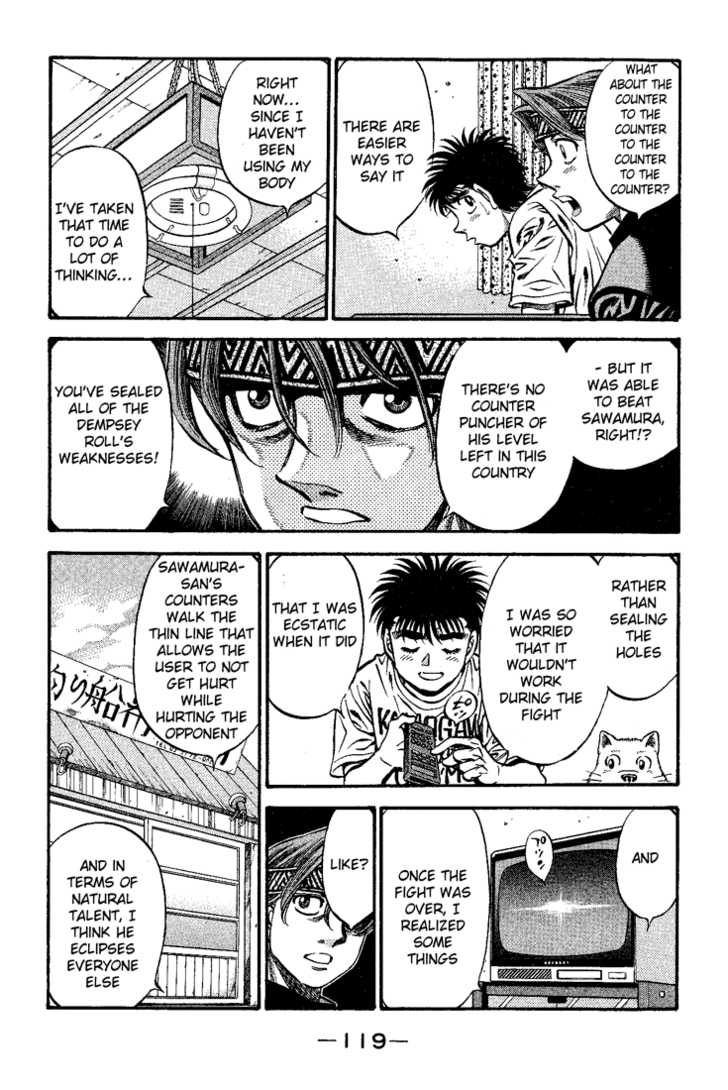 WHAT
ABOUT THE
COUNTER
TO THE
COUNTER
TO THE
COUNTER
TO THE
COUNTER?
THERE ARE
EASIER
WAYS TO
SAY IT
RIGHT
NOW...
SINCE I
HAVEN'T
BEEN
USING MY
BODY
I'VE TAKEN
THAT TIME
TO DO A
LOT OF
THINKING...
- BUT IT
WAS ABLE
TO BEAT
SAWAMURA,
RIGHT!?
THERE'S NO
COUNTER
PUNCHER OF
HIS LEVEL
LEFT IN THIS
COUNTRY
YOU'VE SEALED
ALL OF THE
DEMPSEY
ROLL'S
WEAKNESSES!
RATHER
THAN
SEALING
THE
HOLES
I WAS SO
WORRIED
THAT IT
WOULDN'T
WORK
DURING THE
FIGHT
THAT I WAS
ECSTATIC
WHEN IT DID
SAWAMURA-
SAN'S
COUNTERS
WALK THE
THIN LINE THAT
ALLOWS THE
USER TO NOT
GET HURT
WHILE
HURTING THE
OPPONENT
釣り船
AND IN
TERMS OF
NATURAL
TALENT, I
THINK HE
ECLIPSES
EVERYONE
ELSE
AND
プツン
ONCE THE
FIGHT WAS
OVER, I
REALIZED
SOME
THINGS
LIKE?
—119—